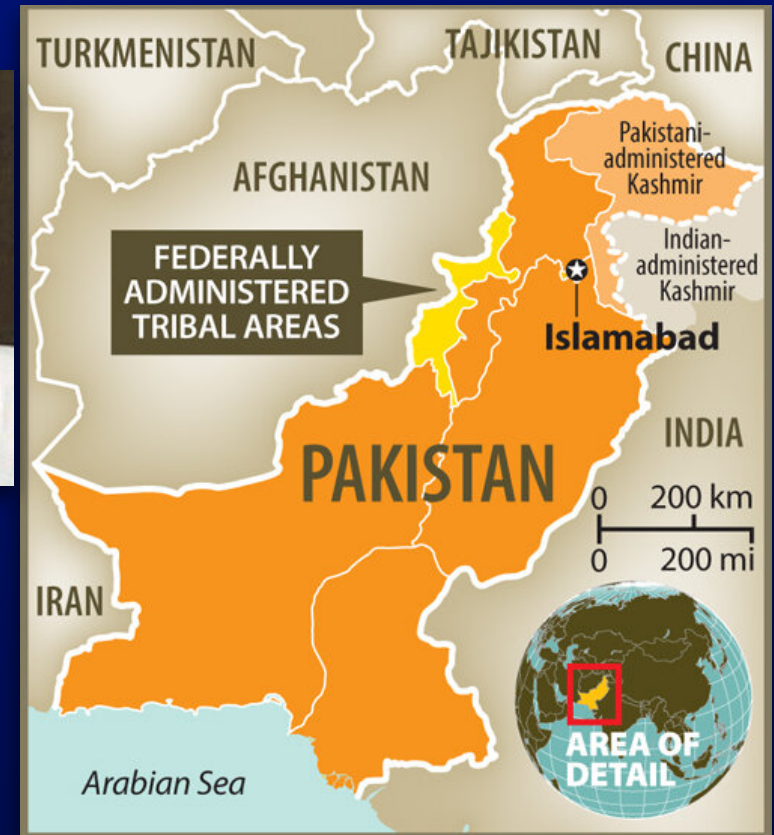 TURKMENISTAN
TAJIKISTAN
CHINA
Pakistani-
administered
Kashmir
AFGHANISTAN
Indian-
administered
Kashmir
FEDERALLY
ADMINISTERED
TRIBAL AREAS
Islamabad
INDIA
PAKISTAN
0 200 km
0 200 mi
IRAN
AREA OF
DETAIL
Arabian Sea